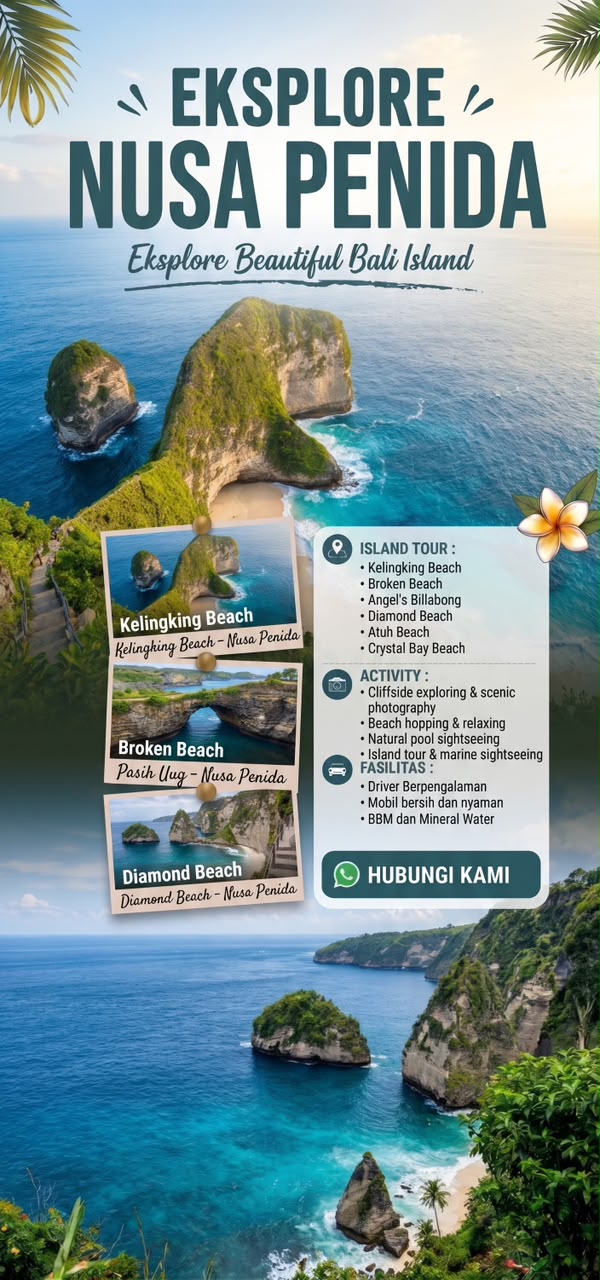 EKSPLORE
NUSA PENIDA
Eksplore Beautiful Bali Island
Kelingking Beach
Kelingking Beach - Nusa Penida
Broken Beach
Pasih Uug - Nusa Penida
Diamond Beach
Diamond Beach - Nusa Penida
ISLAND TOUR :
• Kelingking Beach
• Broken Beach
• Angel's Billabong
• Diamond Beach
• Atuh Beach
• Crystal Bay Beach
ACTIVITY :
• Cliffside exploring & scenic
photography
• Beach hopping & relaxing
• Natural pool sightseeing
• Island tour & marine sightseeing
FASILITAS :
• Driver Berpengalaman
• Mobil bersih dan nyaman
• BBM dan Mineral Water
HUBUNGI KAMI